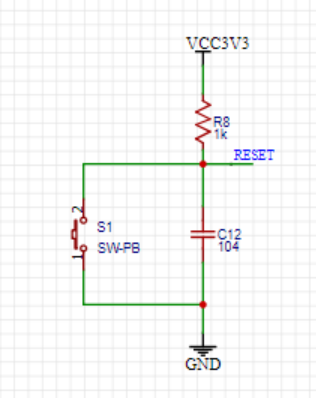 VCC3V3
R8
1k
RESET
2
S1
1
SW-PB
C12
104
GND